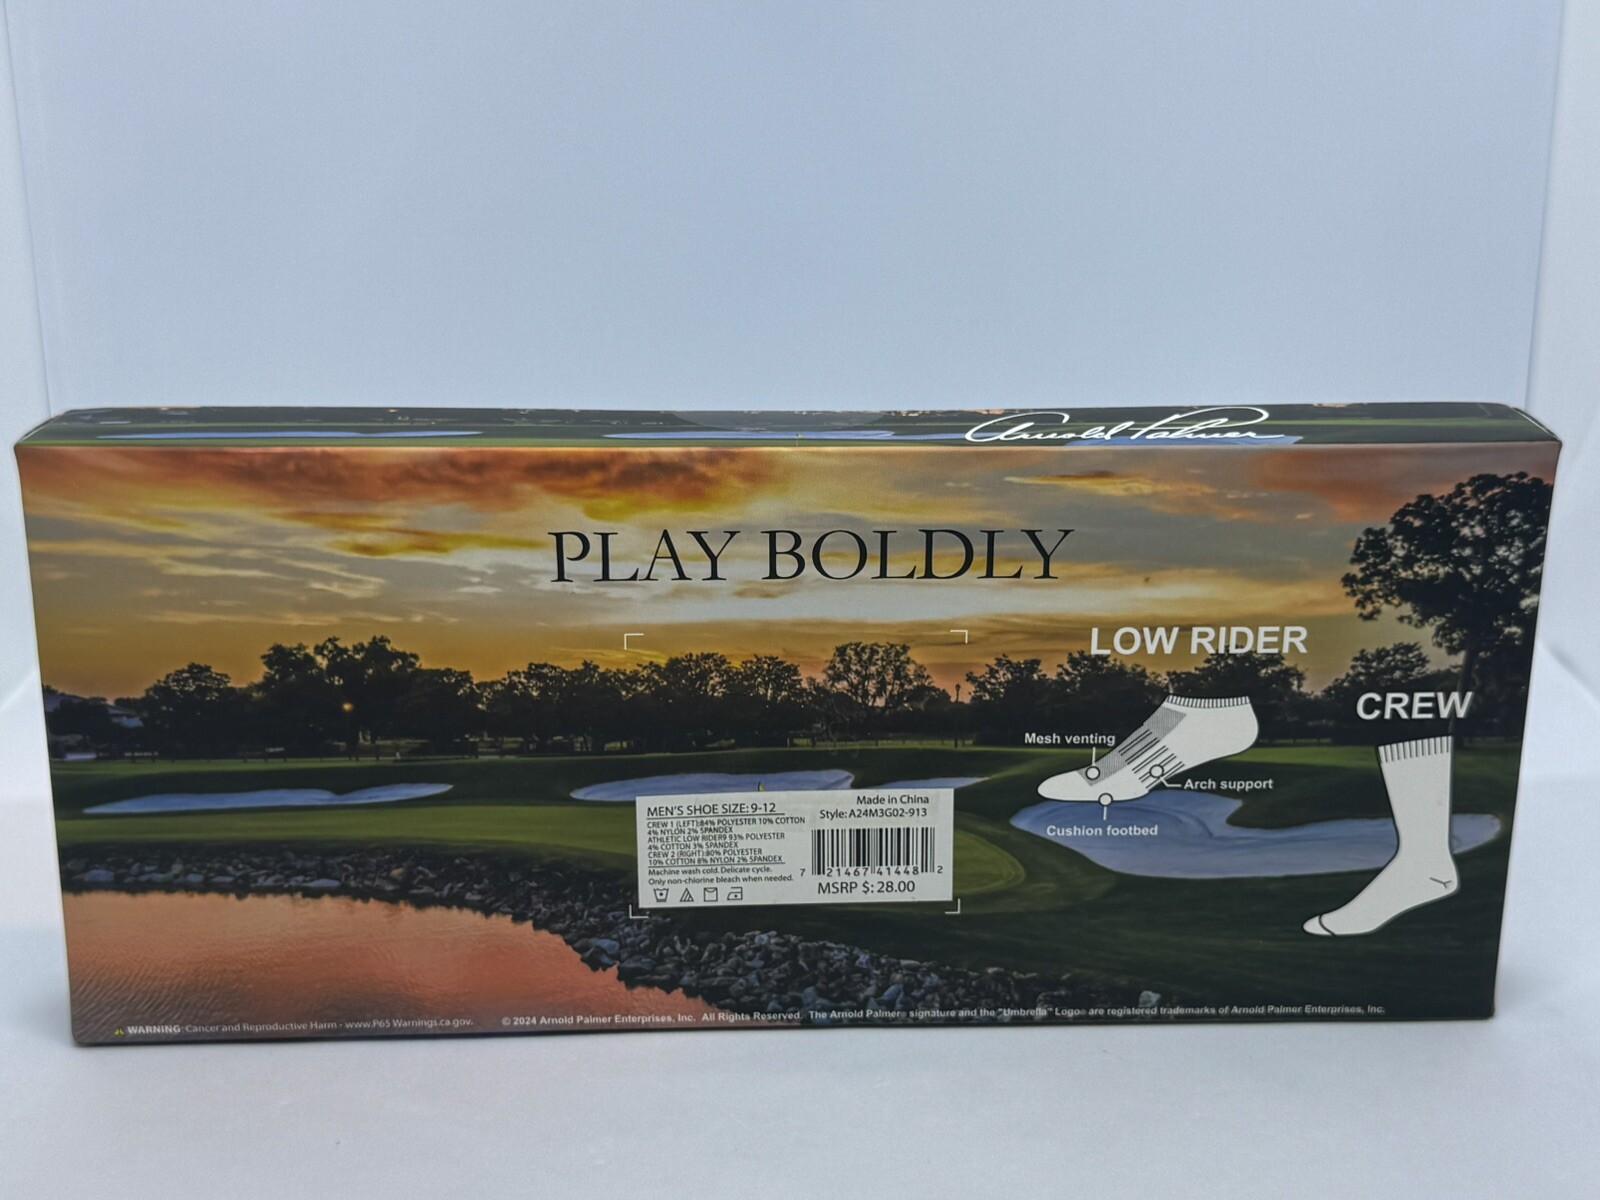 Arnold Palmer
PLAY BOLDLY
LOW RIDER
CREW
Mesh venting
Arch support
Cushion footbed
MEN'S SHOE SIZE: 9-12
CREW 1 (LEFT):84% POLYESTER 10% COTTON
4% NYLON 2% SPANDEX
ATHLETIC LOW RIDER9 93% POLYESTER
4% COTTON 3% SPANDEX
CREW 2 (RIGHT):80% POLYESTER
10% COTTON 8% NYLON 2% SPANDEX
Machine wash cold. Delicate cycle.
Only non-chlorine bleach when needed.
Made in China
Style: A24M3G02-913
7 21467 41448 2
MSRP $: 28.00
WARNING: Cancer and Reproductive Harm - www.P65 Warnings.ca.gov.
© 2024 Arnold Palmer Enterprises, Inc. All Rights Reserved. The Arnold Palmer® signature and the "Umbrella" Logo® are registered trademarks of Arnold Palmer Enterprises, Inc.